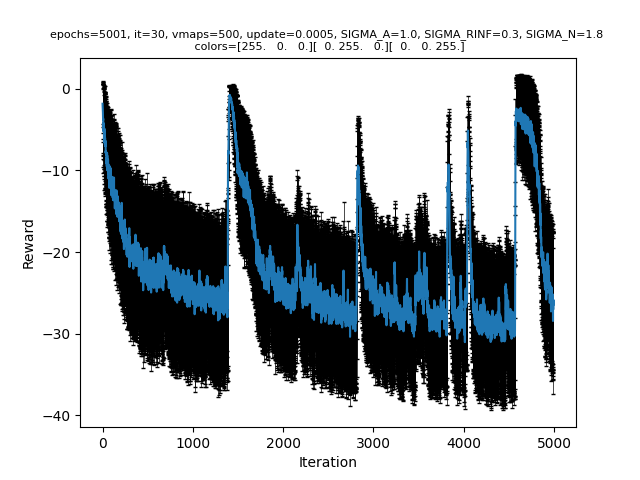 epochs=5001, it=30, vmaps=500, update=0.0005, SIGMA_A=1.0, SIGMA_RINF=0.3, SIGMA_N=1.8
colors=[255.   0.   0.][  0. 255.   0.][  0.   0. 255.]
0
−10
−20
−30
−40
Reward
0
1000
2000
3000
4000
5000
Iteration